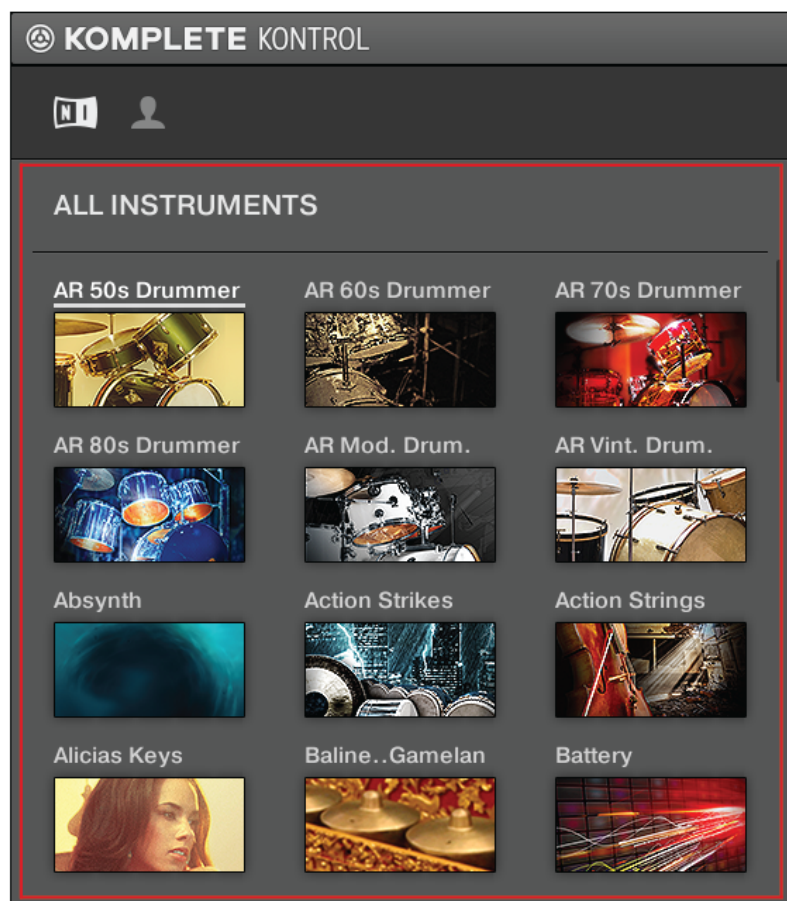 KOMPLETE KONTROL
NI
ALL INSTRUMENTS
AR 50s Drummer
AR 60s Drummer
AR 70s Drummer
AR 80s Drummer
AR Mod. Drum.
AR Vint. Drum.
Absynth
Action Strikes
Action Strings
Alicias Keys
Baline..Gamelan
Battery